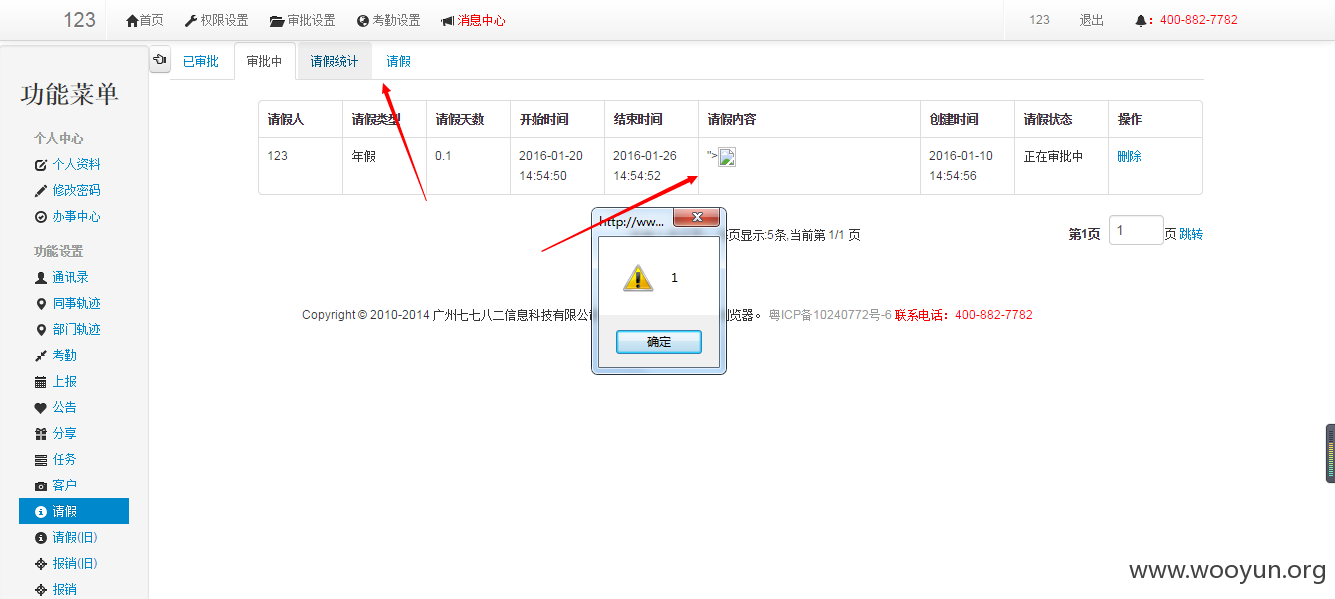 123 首页 权限设置 审批设置 考勤设置 消息中心 123 退出 ：400-882-7782
已审批 审批中 请假统计 请假
功能菜单
个人中心
个人资料
修改密码
办事中心
功能设置
通讯录
同事轨迹
部门轨迹
考勤
上报
公告
分享
任务
客户
请假
请假(旧)
报销(旧)
报销
请假人 请假类型 请假天数 开始时间 结束时间 请假内容 创建时间 请假状态 操作
123 年假 0.1 2016-01-20 2016-01-26 "> 2016-01-10 正在审批中 删除
14:54:50 14:54:52 14:54:56
页显示:5条,当前第 1/1 页 第1页 1 页 跳转
http://ww...
1
确定
Copyright © 2010-2014 广州七七八二信息科技有限公司 览器。 粤ICP备10240772号-6 联系电话：400-882-7782
www.wooyun.org